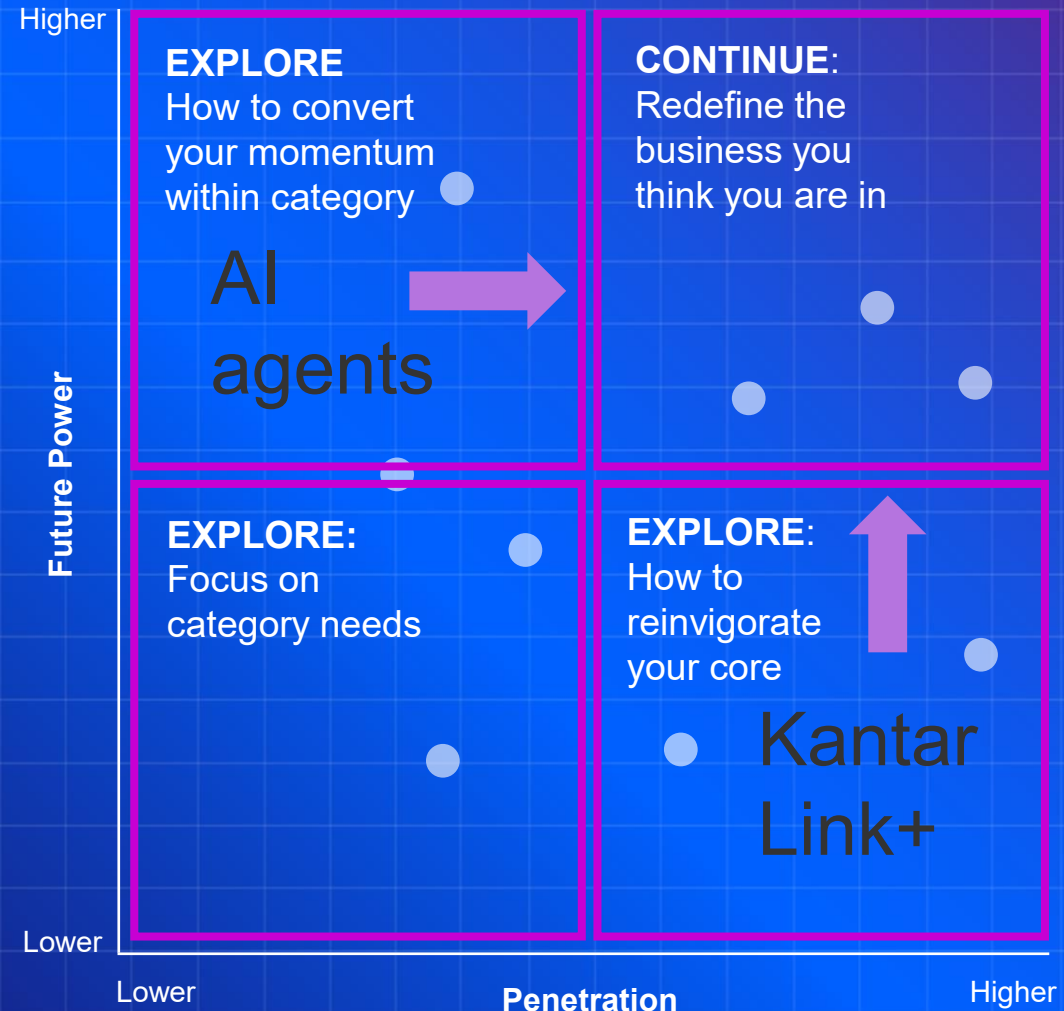 Higher
EXPLORE
How to convert
your momentum
within category
AI
agents
CONTINUE:
Redefine the
business you
think you are in
Future Power
EXPLORE:
Focus on
category needs
EXPLORE:
How to
reinvigorate
your core
Kantar
Link+
Lower
Lower
Penetration
Higher